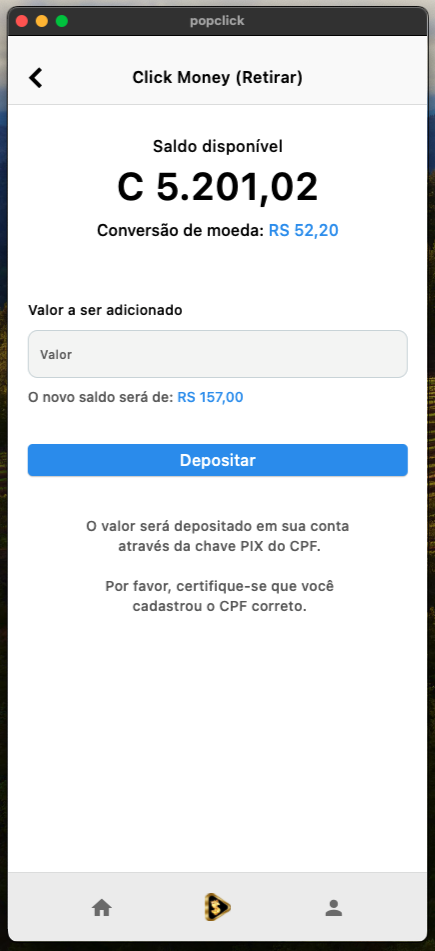 popclick
Click Money (Retirar)
Saldo disponível
C 5.201,02
Conversão de moeda: RS 52,20
Valor a ser adicionado
Valor
O novo saldo será de: RS 157,00
Depositar
O valor será depositado em sua conta
através da chave PIX do CPF.
Por favor, certifique-se que você
cadastrou o CPF correto.